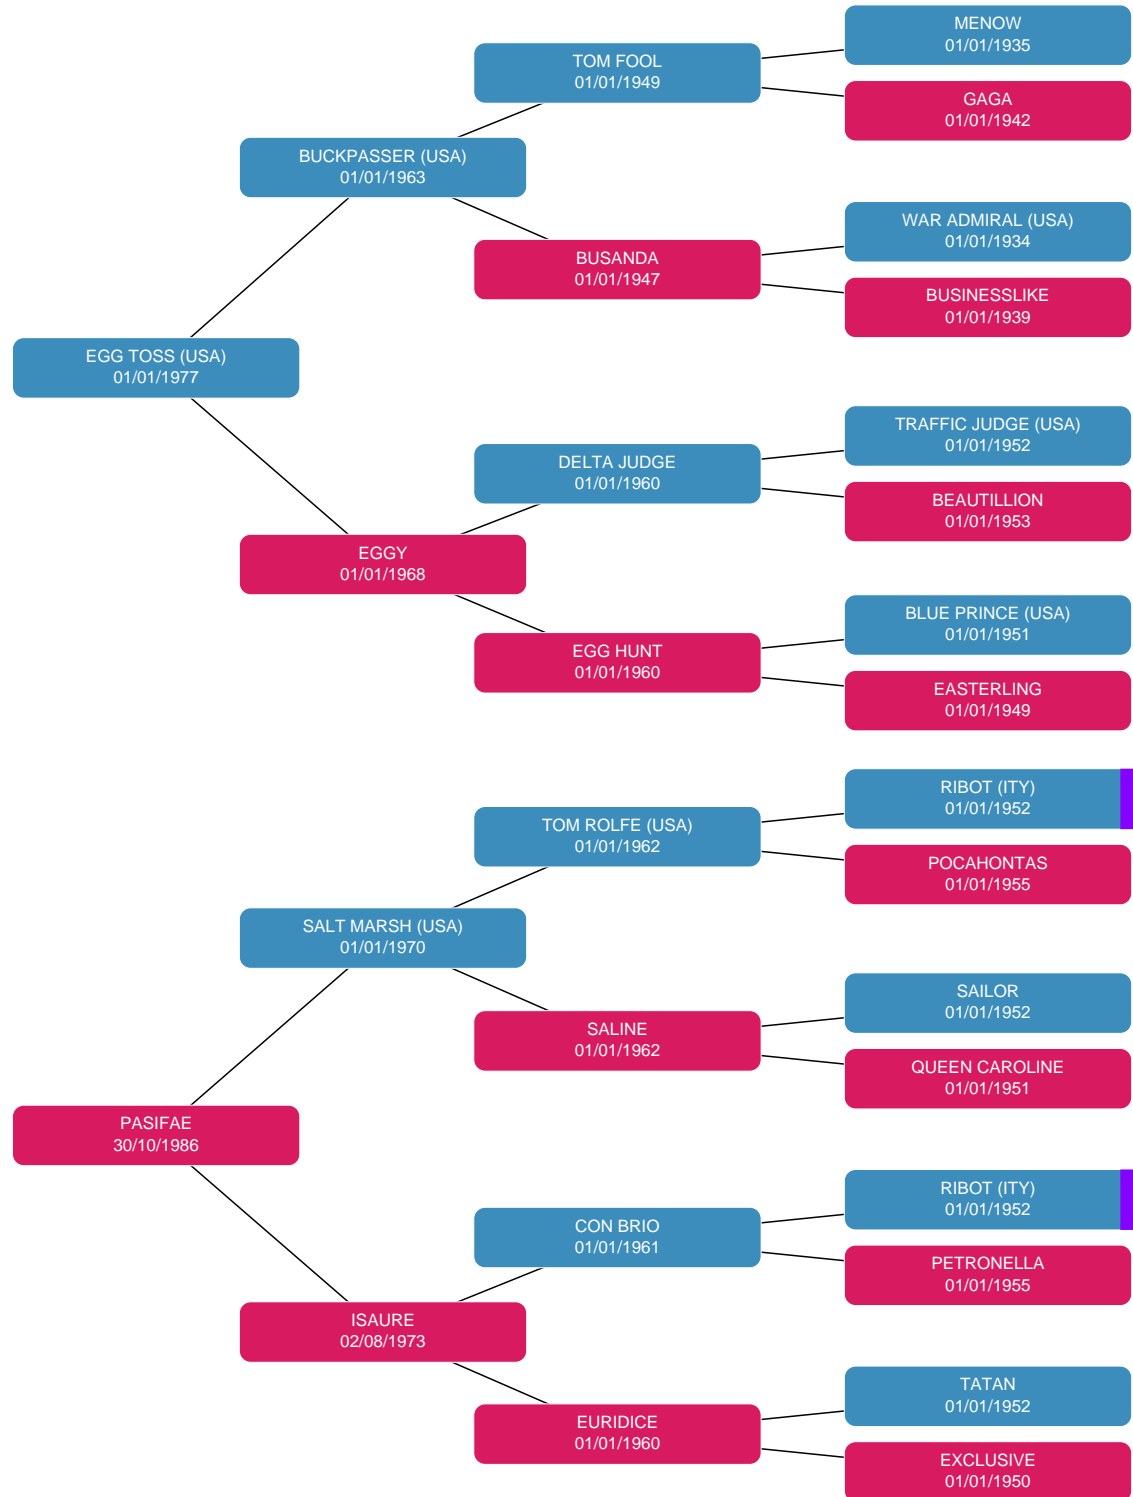 MENOW
01/01/1935
TOM FOOL
01/01/1949
GAGA
01/01/1942
BUCKPASSER (USA)
01/01/1963
WAR ADMIRAL (USA)
01/01/1934
BUSANDA
01/01/1947
BUSINESSLIKE
01/01/1939
EGG TOSS (USA)
01/01/1977
TRAFFIC JUDGE (USA)
01/01/1952
DELTA JUDGE
01/01/1960
BEAUTILLION
01/01/1953
EGGY
01/01/1968
BLUE PRINCE (USA)
01/01/1951
EGG HUNT
01/01/1960
EASTERLING
01/01/1949
RIBOT (ITY)
01/01/1952
TOM ROLFE (USA)
01/01/1962
POCAHONTAS
01/01/1955
SALT MARSH (USA)
01/01/1970
SAILOR
01/01/1952
SALINE
01/01/1962
QUEEN CAROLINE
01/01/1951
PASIFAE
30/10/1986
RIBOT (ITY)
01/01/1952
CON BRIO
01/01/1961
PETRONELLA
01/01/1955
ISAURE
02/08/1973
TATAN
01/01/1952
EURIDICE
01/01/1960
EXCLUSIVE
01/01/1950